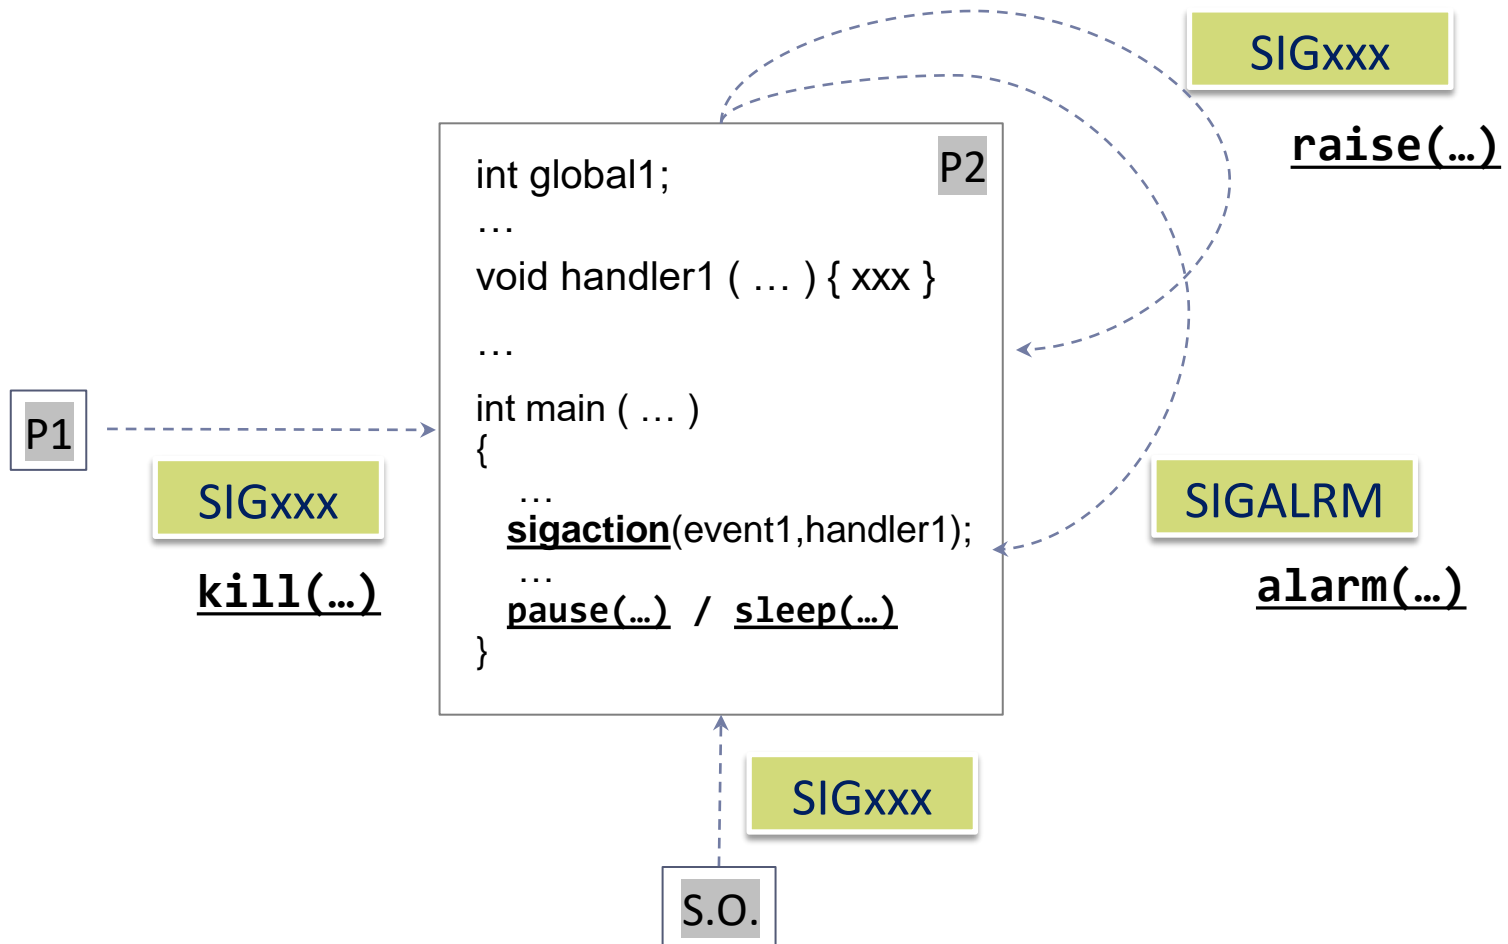 SIGxxx
raise(…)
P2
int global1;
…
void handler1 ( … ) { xxx }
…
int main ( … )
{
…
sigaction(event1,handler1);
…
pause(…) / sleep(…)
}
P1
SIGxxx
kill(…)
SIGALRM
alarm(…)
SIGxxx
S.O.